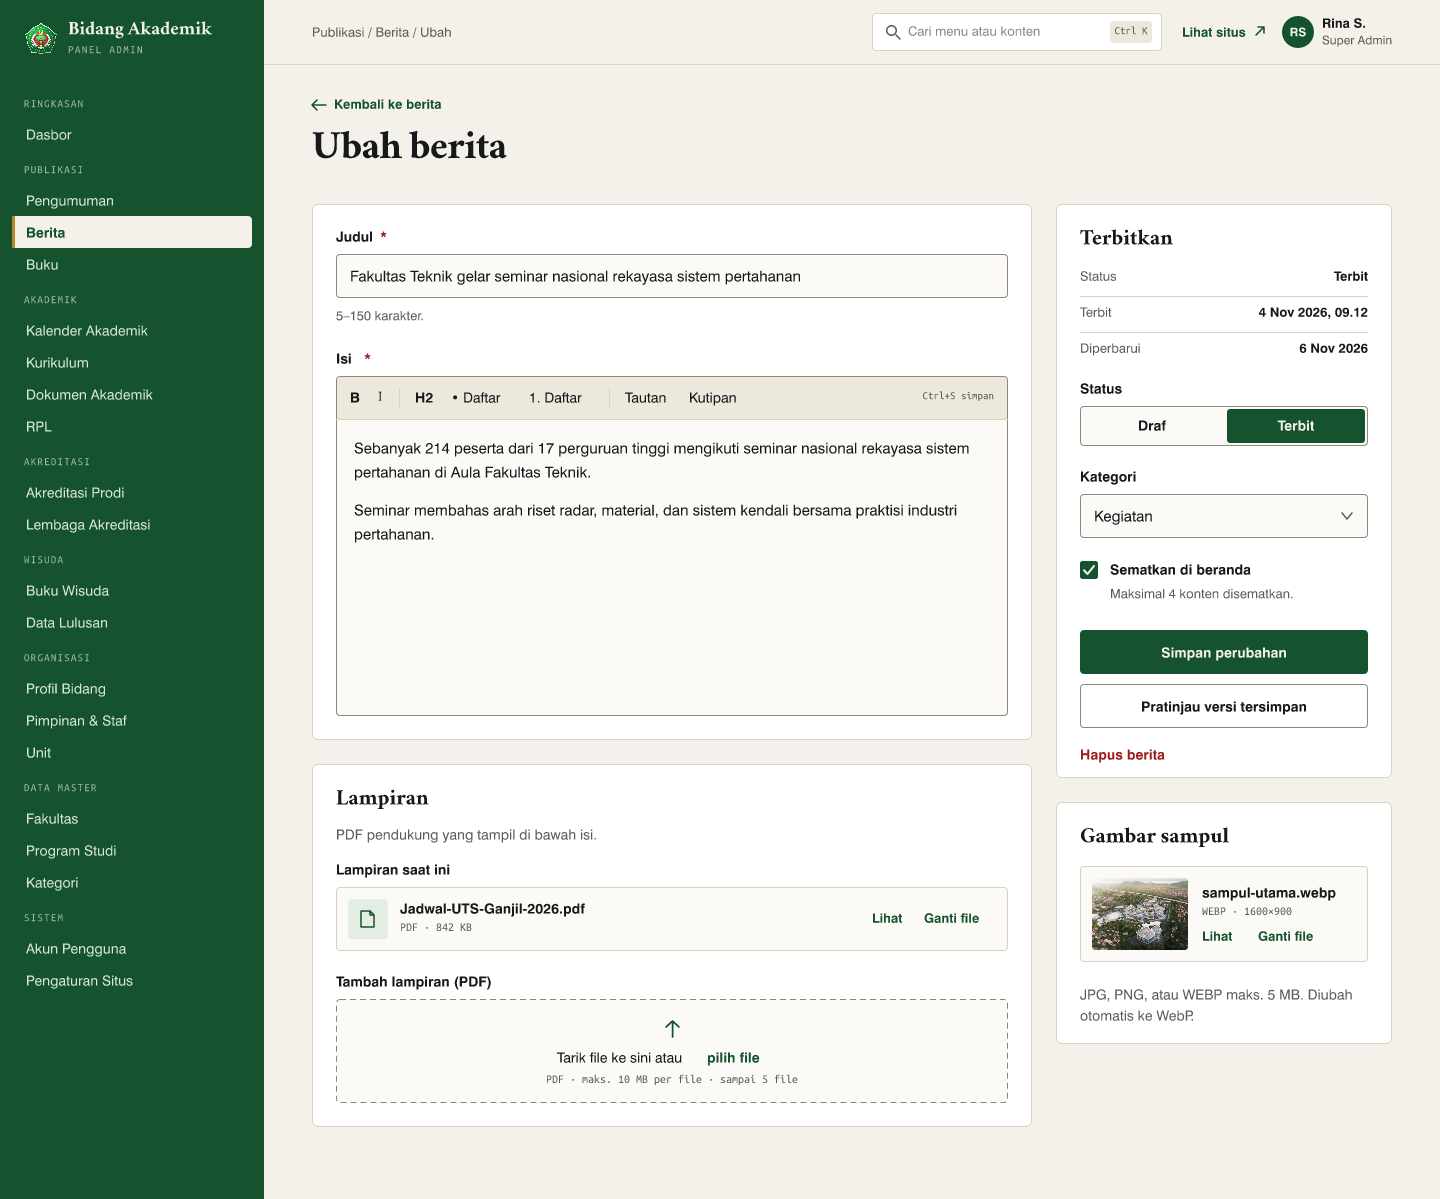 Bidang Akademik
PANEL ADMIN
RINGKASAN
Dasbor
PUBLIKASI
Pengumuman
Berita
Buku
AKADEMIK
Kalender Akademik
Kurikulum
Dokumen Akademik
RPL
AKREDITASI
Akreditasi Prodi
Lembaga Akreditasi
WISUDA
Buku Wisuda
Data Lulusan
ORGANISASI
Profil Bidang
Pimpinan & Staf
Unit
DATA MASTER
Fakultas
Program Studi
Kategori
SISTEM
Akun Pengguna
Pengaturan Situs
Publikasi / Berita / Ubah
Cari menu atau konten
Ctrl K
Lihat situs
RS
Rina S.
Super Admin
Kembali ke berita
Ubah berita
Judul *
Fakultas Teknik gelar seminar nasional rekayasa sistem pertahanan
5–150 karakter.
Isi *
B I H2 • Daftar 1. Daftar Tautan Kutipan Ctrl+S simpan
Sebanyak 214 peserta dari 17 perguruan tinggi mengikuti seminar nasional rekayasa sistem
pertahanan di Aula Fakultas Teknik.
Seminar membahas arah riset radar, material, dan sistem kendali bersama praktisi industri
pertahanan.
Lampiran
PDF pendukung yang tampil di bawah isi.
Lampiran saat ini
Jadwal-UTS-Ganjil-2026.pdf
PDF · 842 KB
Lihat Ganti file
Tambah lampiran (PDF)
Tarik file ke sini atau pilih file
PDF · maks. 10 MB per file · sampai 5 file
Terbitkan
Status Terbit
Terbit 4 Nov 2026, 09.12
Diperbarui 6 Nov 2026
Status
Draf Terbit
Kategori
Kegiatan
Sematkan di beranda
Maksimal 4 konten disematkan.
Simpan perubahan
Pratinjau versi tersimpan
Hapus berita
Gambar sampul
sampul-utama.webp
WEBP · 1600×900
Lihat Ganti file
JPG, PNG, atau WEBP maks. 5 MB. Diubah
otomatis ke WebP.